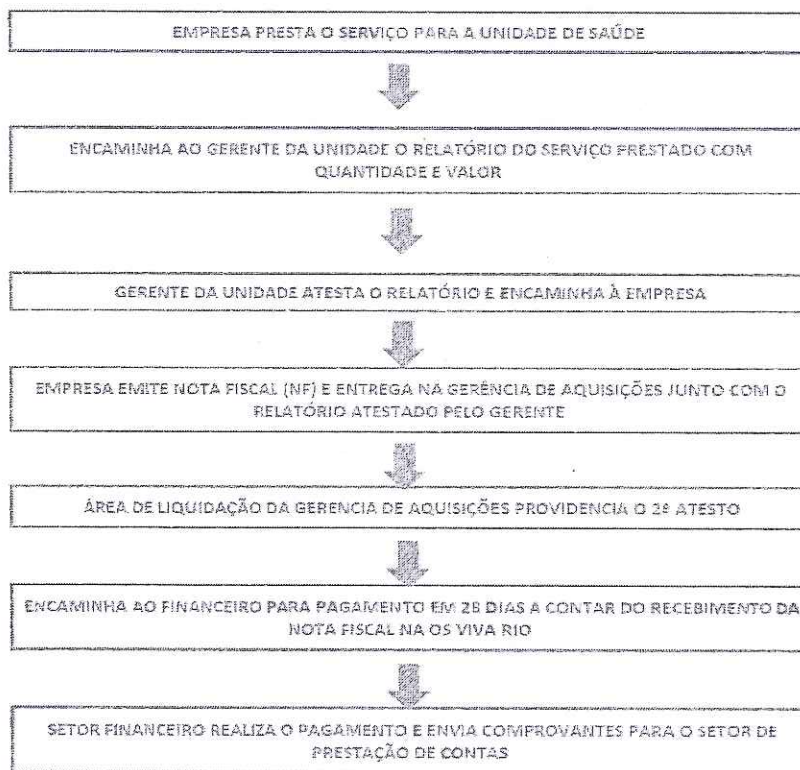 EMPRESA PRESTA O SERVIÇO PARA A UNIDADE DE SAÚDE
ENCAMINHA AO GERENTE DA UNIDADE O RELATÓRIO DO SERVIÇO PRESTADO COM
QUANTIDADE E VALOR
GERENTE DA UNIDADE ATESTA O RELATÓRIO E ENCAMINHA À EMPRESA
EMPRESA EMITE NOTA FISCAL (NF) E ENTREGA NA GERÊNCIA DE AQUISIÇÕES JUNTO COM O
RELATÓRIO ATESTADO PELO GERENTE
ÁREA DE LIQUIDAÇÃO DA GERENCIA DE AQUISIÇÕES PROVIDENCIA O 2º ATESTO
ENCAMINHA AO FINANCEIRO PARA PAGAMENTO EM 28 DIAS A CONTAR DO RECEBIMENTO DA
NOTA FISCAL NA OS VIVA RIO
SETOR FINANCEIRO REALIZA O PAGAMENTO E ENVIA COMPROVANTES PARA O SETOR DE
PRESTAÇÃO DE CONTAS